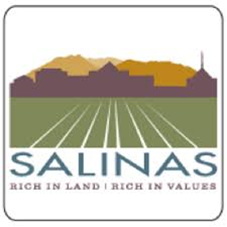 SALINAS
RICH IN LAND | RICH IN VALUES